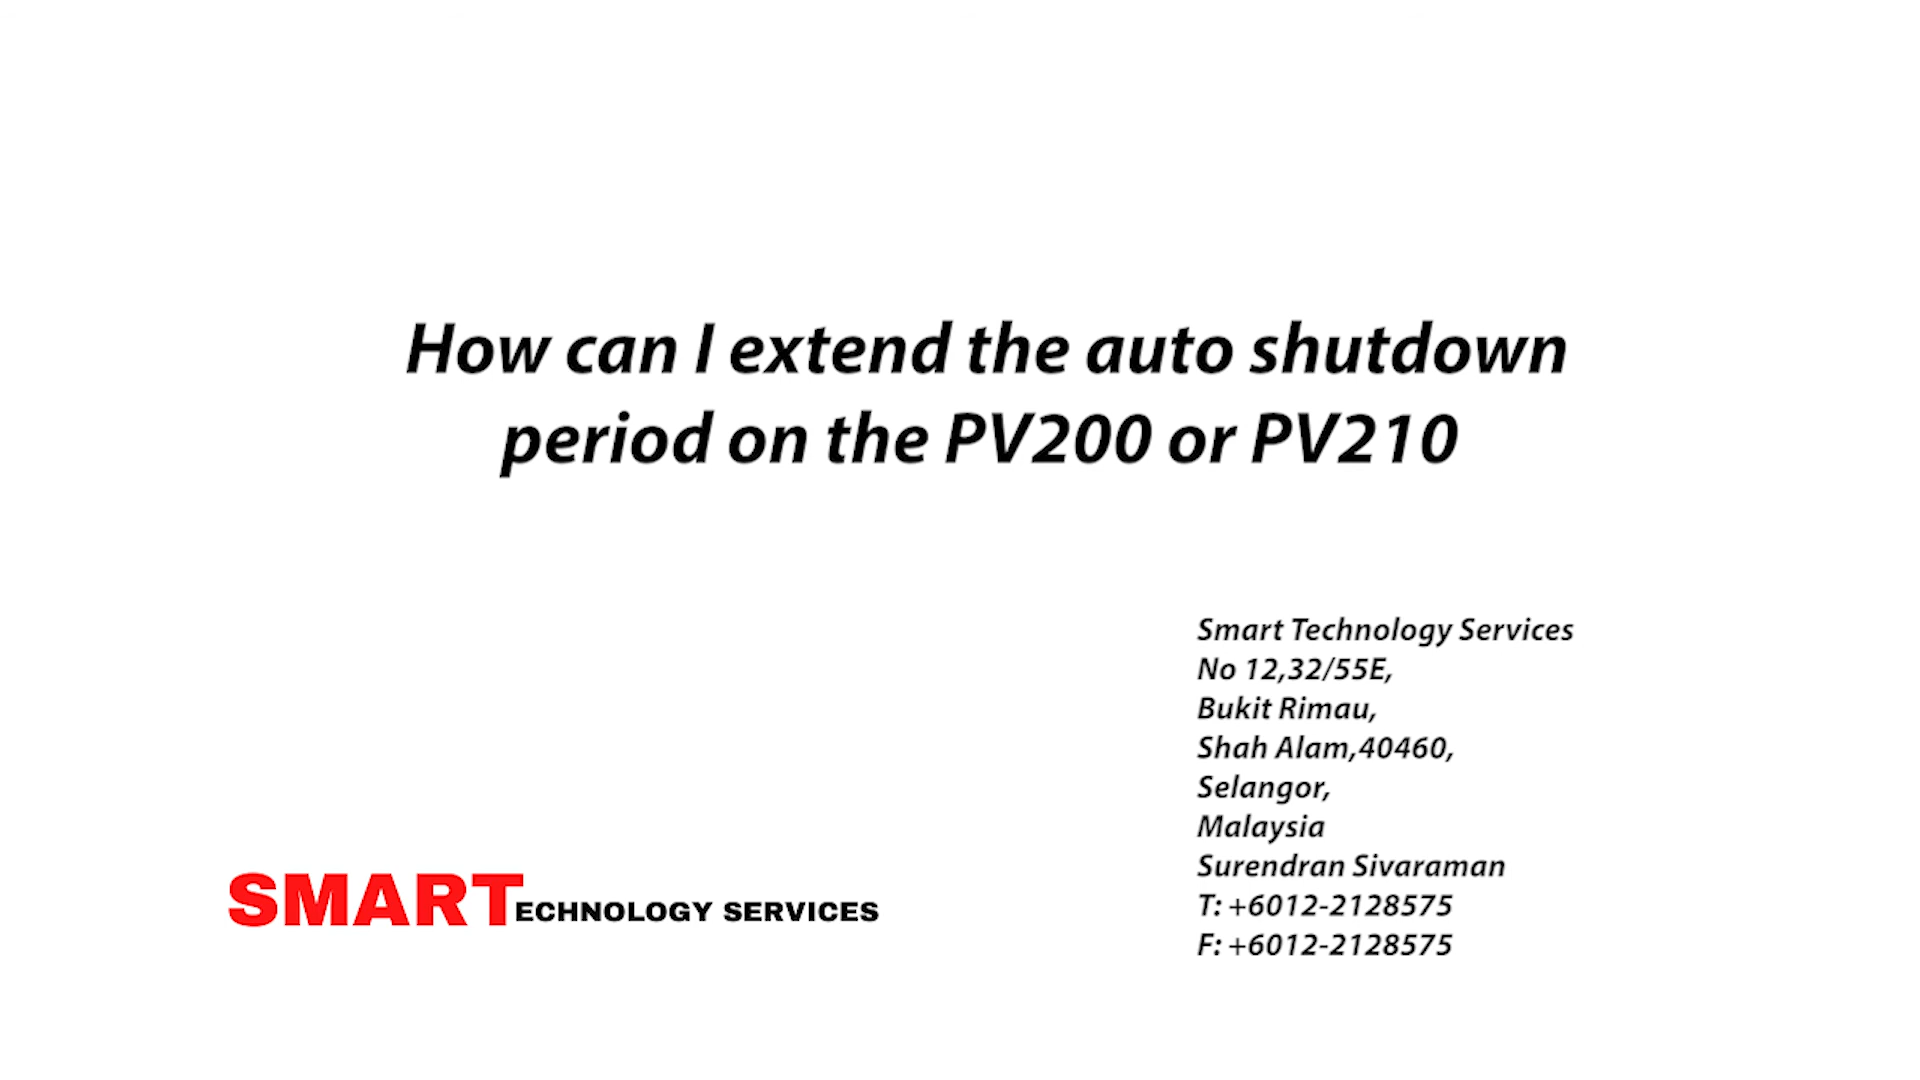 How can I extend the auto shutdown
period on the PV200 or PV210
Smart Technology Services
No 12,32/55E,
Bukit Rimau,
Shah Alam,40460,
Selangor,
Malaysia
Surendran Sivaraman
T: +6012-2128575
F: +6012-2128575
SMARTECHNOLOGY SERVICES